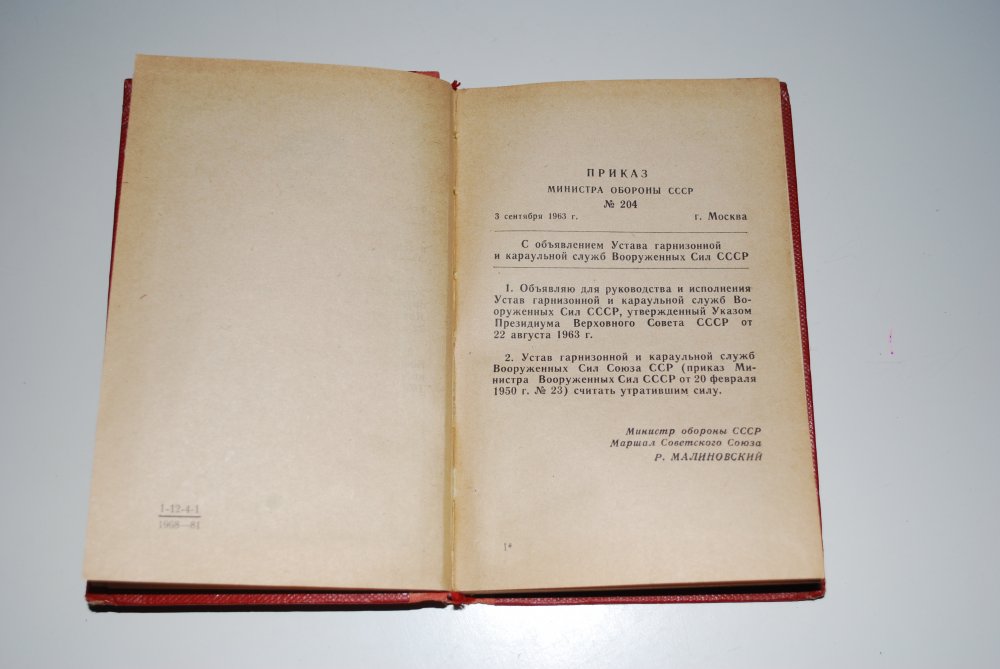 1-12-4-1
1968—81
ПРИКАЗ
МИНИСТРА ОБОРОНЫ СССР
№ 204
3 сентября 1963 г. г. Москва
С объявлением Устава гарнизонной
и караульной служб Вооруженных Сил СССР
1. Объявляю для руководства и исполнения
Устав гарнизонной и караульной служб Во-
оруженных Сил СССР, утвержденный Указом
Президиума Верховного Совета СССР от
22 августа 1963 г.
2. Устав гарнизонной и караульной служб
Вооруженных Сил Союза ССР (приказ Ми-
нистра Вооруженных Сил СССР от 20 февраля
1950 г. № 23) считать утратившим силу.
Министр обороны СССР
Маршал Советского Союза
Р. МАЛИНОВСКИЙ
1*